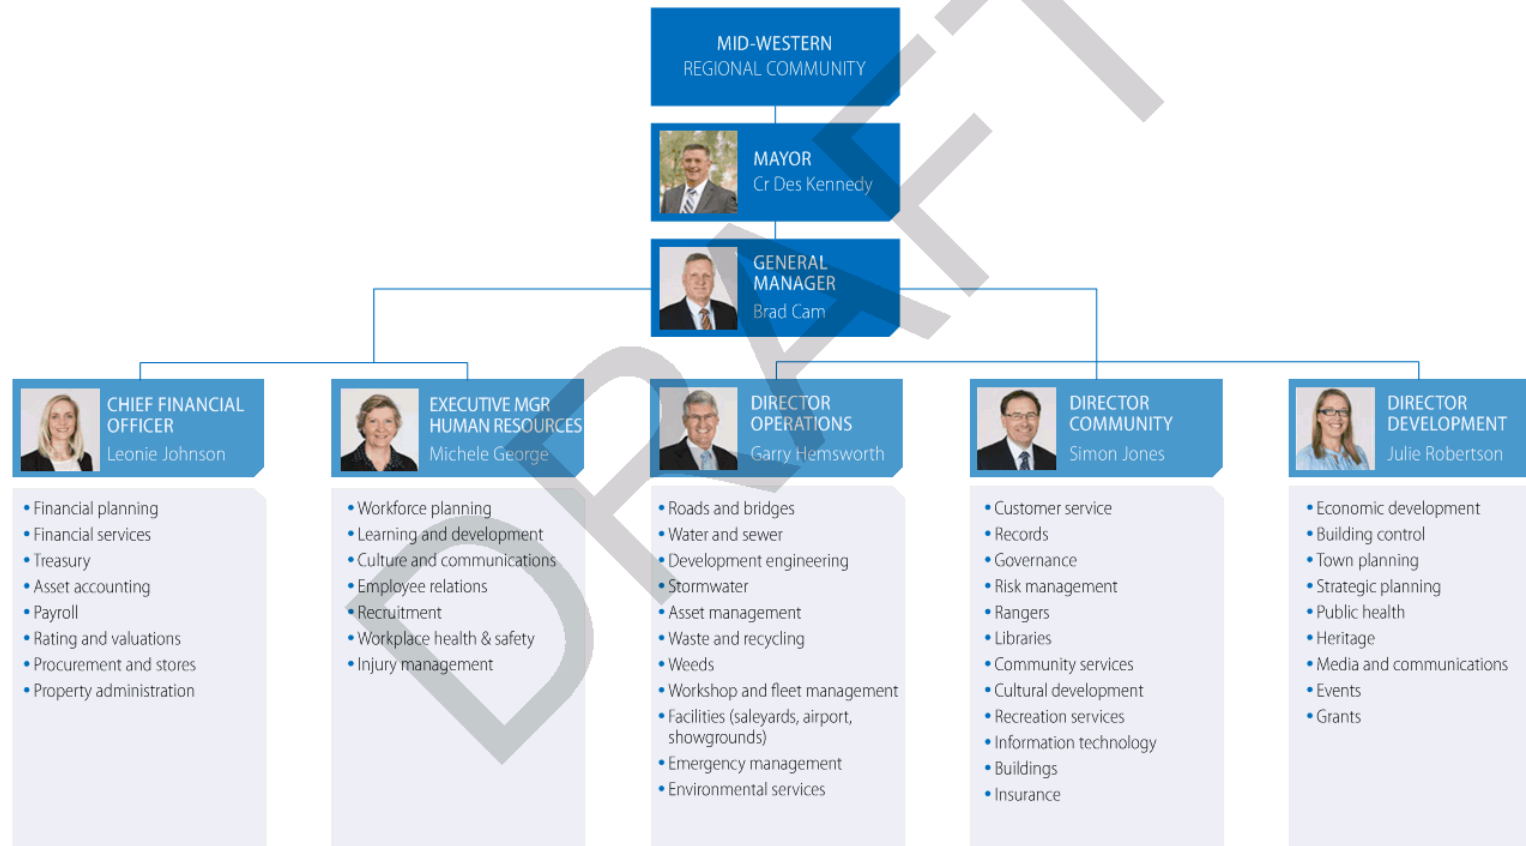 MID-WESTERN
REGIONAL COMMUNITY
MAYOR
Cr Des Kennedy
GENERAL
MANAGER
Brad Cam
CHIEF FINANCIAL
OFFICER
Leonie Johnson
• Financial planning
• Financial services
• Treasury
• Asset accounting
• Payroll
• Rating and valuations
• Procurement and stores
• Property administration
EXECUTIVE MGR
HUMAN RESOURCES
Michele George
• Workforce planning
• Learning and development
• Culture and communications
• Employee relations
• Recruitment
• Workplace health & safety
• Injury management
DIRECTOR
OPERATIONS
Garry Hemsworth
• Roads and bridges
• Water and sewer
• Development engineering
• Stormwater
• Asset management
• Waste and recycling
• Weeds
• Workshop and fleet management
• Facilities (saleyards, airport,
showgrounds)
• Emergency management
• Environmental services
DIRECTOR
COMMUNITY
Simon Jones
• Customer service
• Records
• Governance
• Risk management
• Rangers
• Libraries
• Community services
• Cultural development
• Recreation services
• Information technology
• Buildings
• Insurance
DIRECTOR
DEVELOPMENT
Julie Robertson
• Economic development
• Building control
• Town planning
• Strategic planning
• Public health
• Heritage
• Media and communications
• Events
• Grants
DRAFT